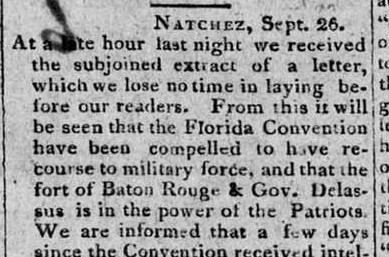 NATCHEZ, Sept. 26.
At a late hour last night we received
the subjoined extract of a letter,
which we lose no time in laying be-
fore our readers. From this it will
be seen that the Florida Convention
have been compelled to have re-
course to military force, and that the
fort of Baton Rouge & Gov. Delas-
sus is in the power of the Patriots.
We are informed that a few days
since the Convention received intel-